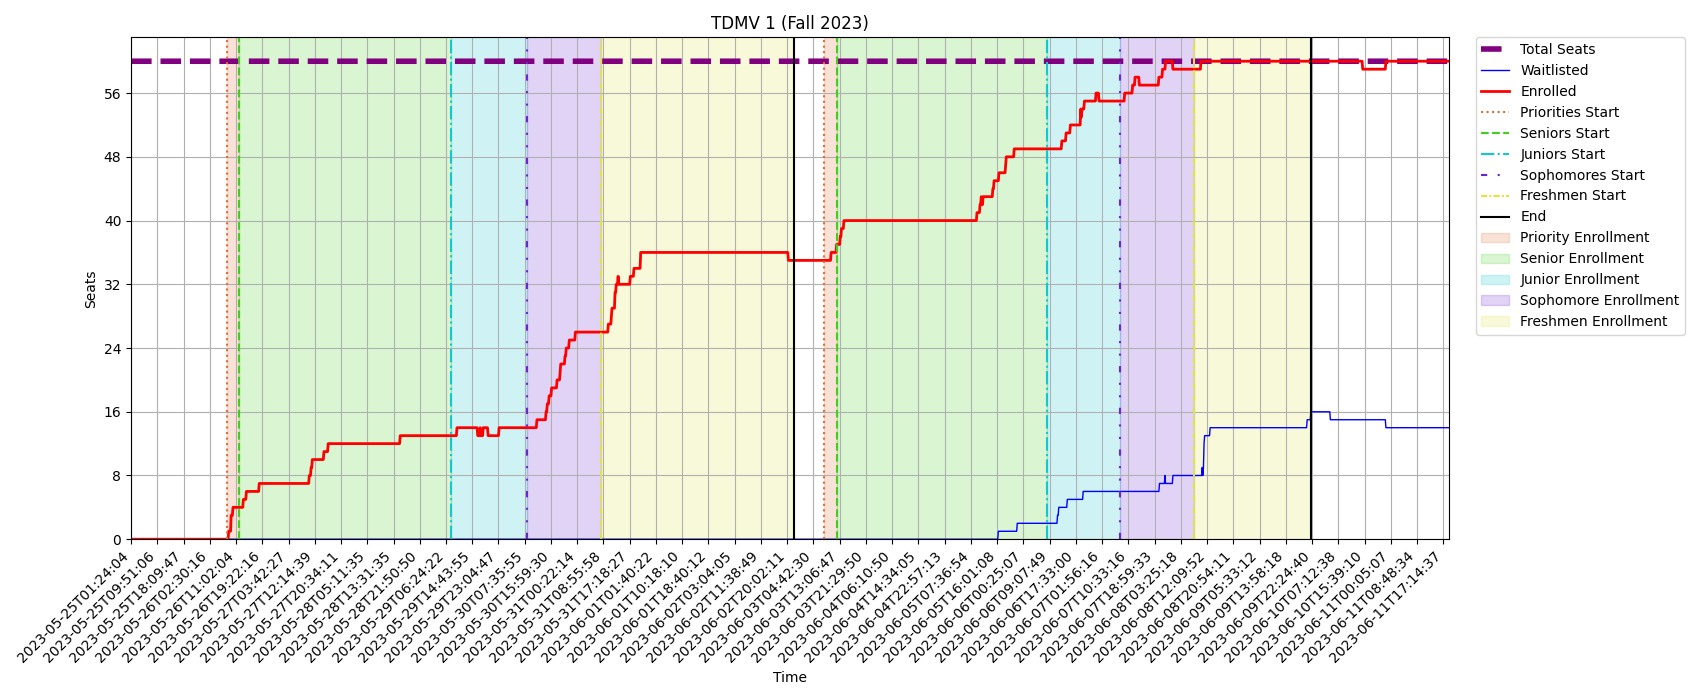 TDMV 1 (Fall 2023)
Total Seats
Waitlisted
Enrolled
Priorities Start
Seniors Start
Juniors Start
Sophomores Start
Freshmen Start
End
Priority Enrollment
Senior Enrollment
Junior Enrollment
Sophomore Enrollment
Freshmen Enrollment
Seats
56
48
40
32
24
16
8
0
2023-05-25T01:24:04
2023-05-25T09:51:06
2023-05-25T18:09:47
2023-05-26T02:30:16
2023-05-26T11:02:04
2023-05-26T19:22:16
2023-05-27T03:42:27
2023-05-27T12:14:39
2023-05-27T20:34:11
2023-05-28T05:11:35
2023-05-28T13:31:35
2023-05-28T21:50:50
2023-05-29T06:24:22
2023-05-29T14:43:55
2023-05-29T23:04:47
2023-05-30T07:35:55
2023-05-30T15:59:30
2023-05-31T00:22:14
2023-05-31T08:55:58
2023-05-31T17:18:27
2023-06-01T01:40:22
2023-06-01T10:18:10
2023-06-01T18:40:12
2023-06-02T03:04:05
2023-06-02T11:38:49
2023-06-02T20:02:11
2023-06-03T04:42:30
2023-06-03T13:06:47
2023-06-03T21:29:50
2023-06-04T06:10:50
2023-06-04T14:34:05
2023-06-04T22:57:13
2023-06-05T07:36:54
2023-06-05T16:01:08
2023-06-06T00:25:07
2023-06-06T09:07:49
2023-06-06T17:33:00
2023-06-07T01:56:16
2023-06-07T10:33:16
2023-06-07T18:59:33
2023-06-08T03:25:18
2023-06-08T12:09:52
2023-06-08T20:54:11
2023-06-09T05:33:12
2023-06-09T13:58:18
2023-06-09T22:24:40
2023-06-10T07:12:38
2023-06-10T15:39:10
2023-06-11T00:05:07
2023-06-11T08:48:34
2023-06-11T17:14:37
Time